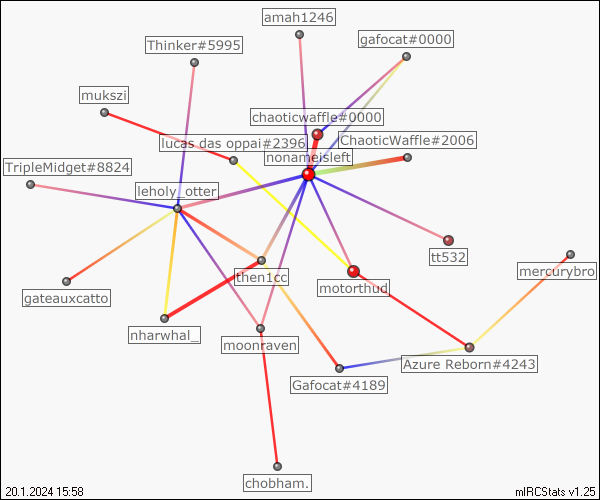 amah1246
gafocat#0000
Thinker#5995
mukszi
chaoticwaffle#0000
lucas das oppai#2396
ChaoticWaffle#2006
nonameisleft
TripleMidget#8824
leholy_otter
tt532
mercurybro
then1cc
motorthud
gateauxcatto
nharwhal_
moonraven
Azure Reborn#4243
Gafocat#4189
chobham.
20.1.2024 15:58
mIRCStats v1.25